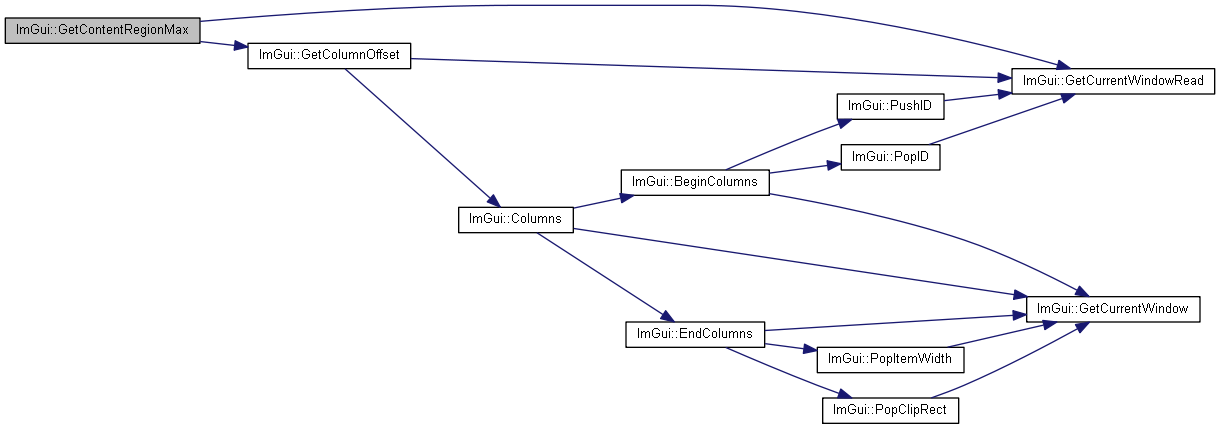 ImGui::GetContentRegionMax
ImGui::GetColumnOffset
ImGui::GetCurrentWindowRead
ImGui::PushID
ImGui::PopID
ImGui::BeginColumns
ImGui::Columns
ImGui::GetCurrentWindow
ImGui::EndColumns
ImGui::PopItemWidth
ImGui::PopClipRect